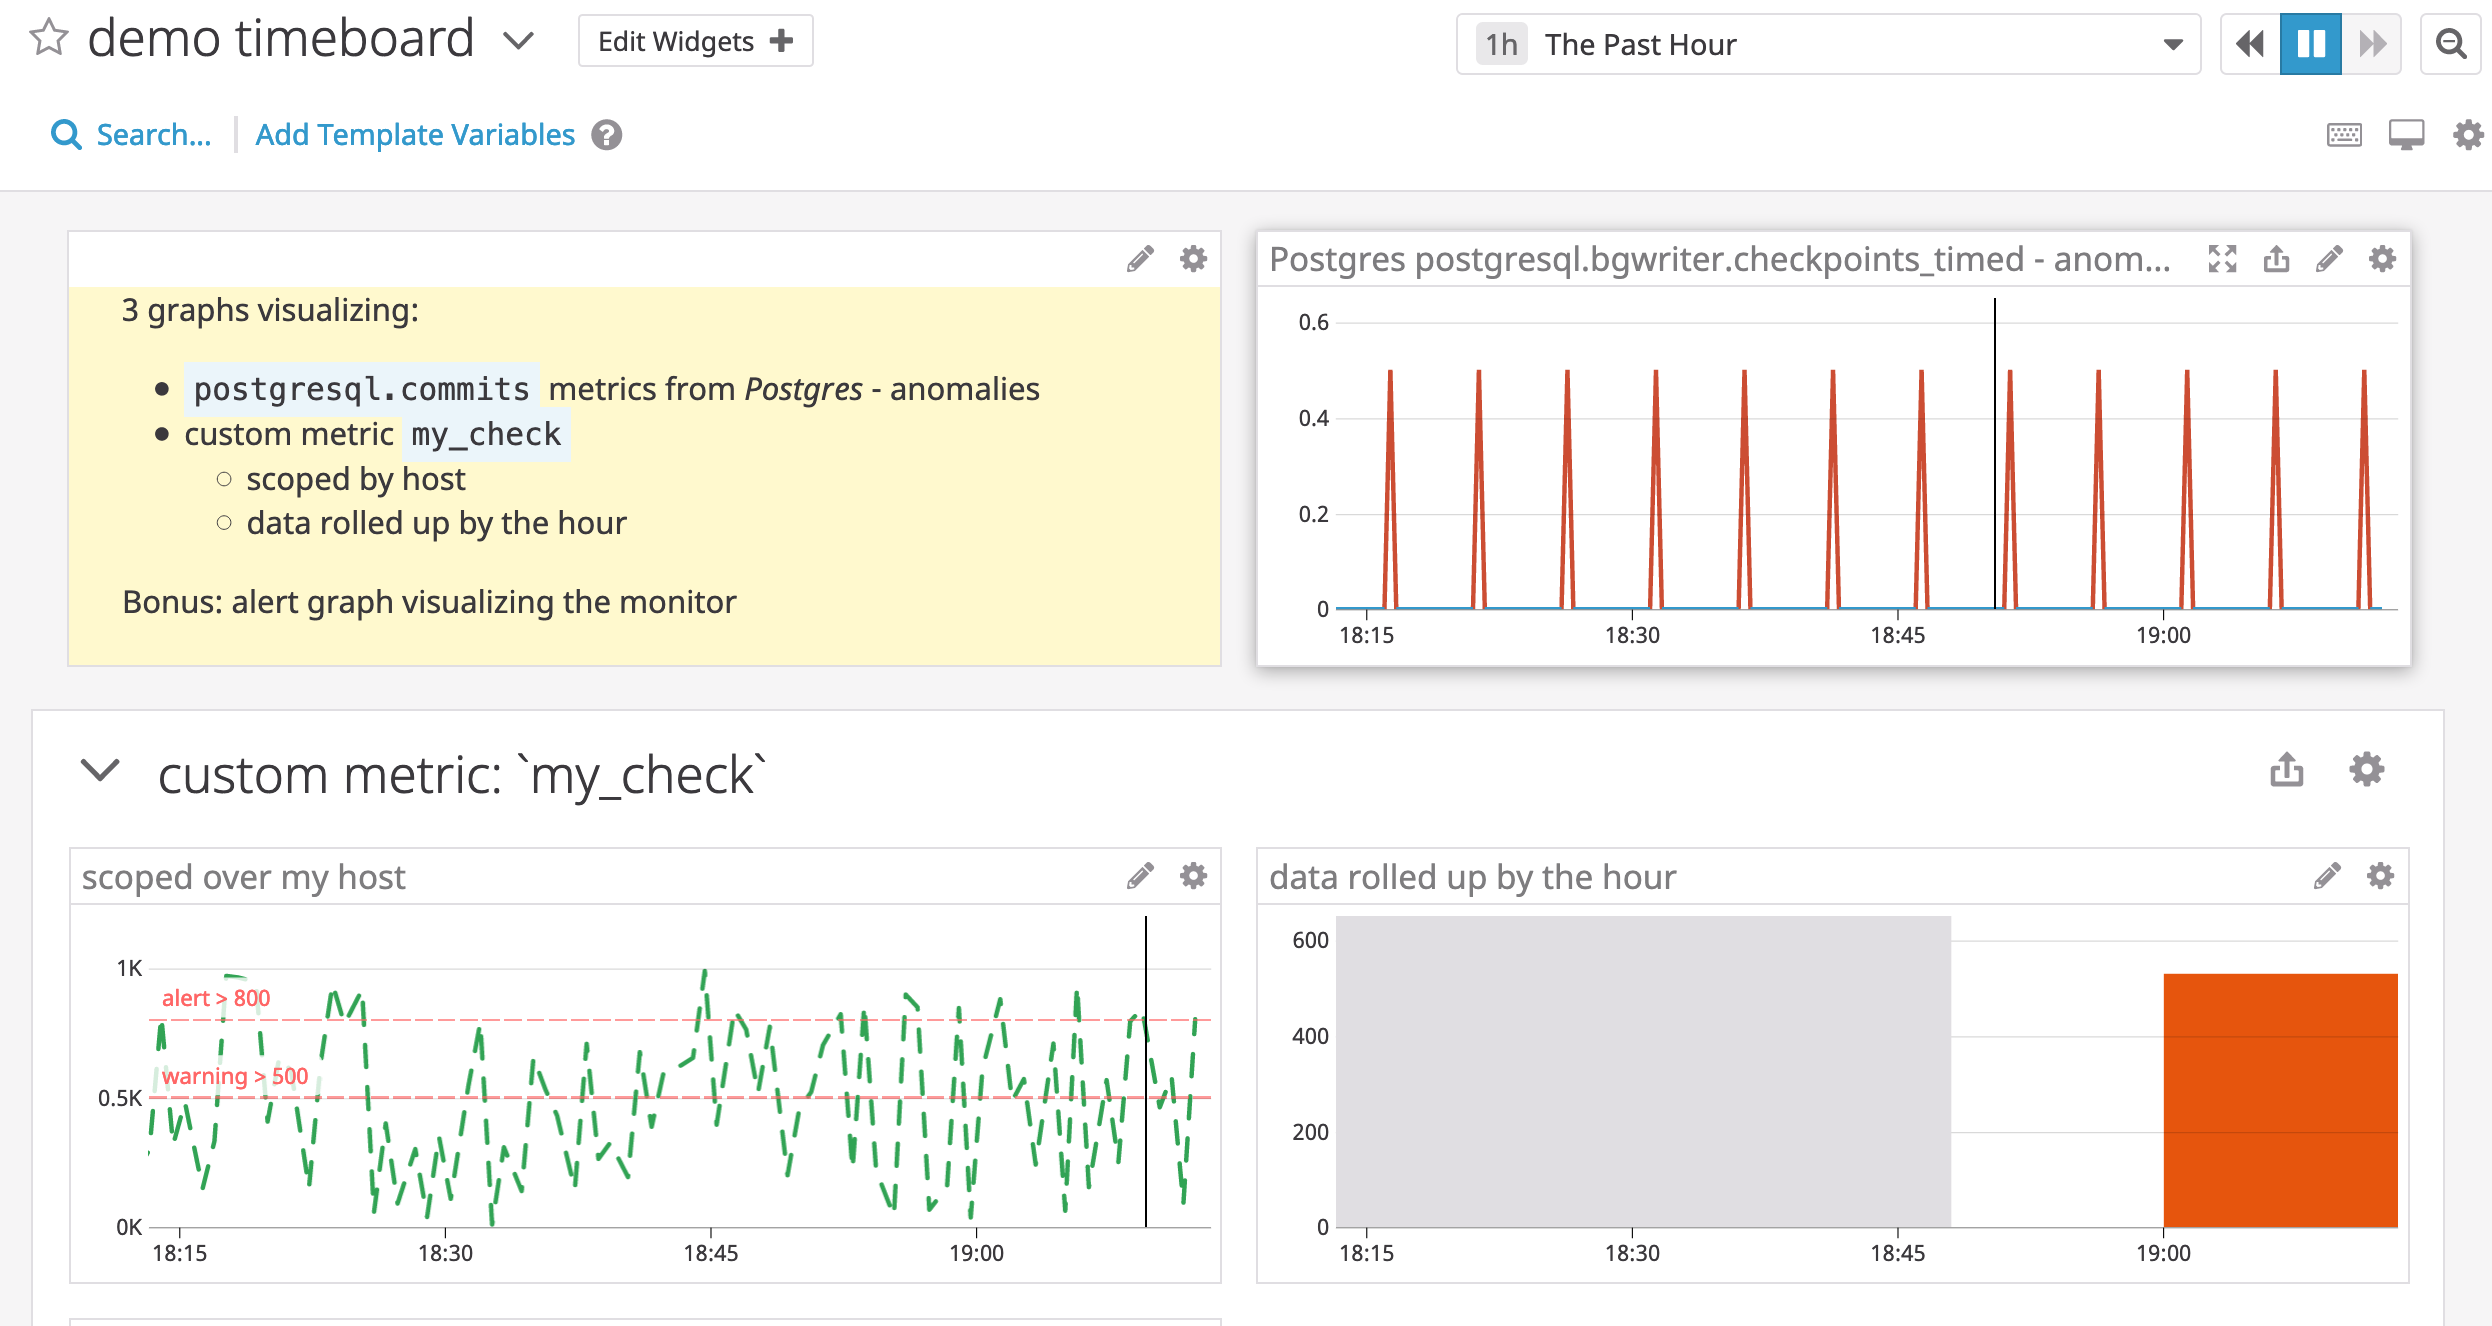 demo timeboard
Edit Widgets
1h The Past Hour
Search...
Add Template Variables
3 graphs visualizing:
postgresql.commits metrics from Postgres - anomalies
custom metric my_check
scoped by host
data rolled up by the hour
Bonus: alert graph visualizing the monitor
Postgres postgresql.bgwriter.checkpoints_timed - anom...
0.6
0.4
0.2
0
18:15 18:30 18:45 19:00
custom metric: `my_check`
scoped over my host
1K
alert > 800
warning > 500
0.5K
0K
18:15 18:30 18:45 19:00
data rolled up by the hour
600
400
200
0
18:15 18:30 18:45 19:00